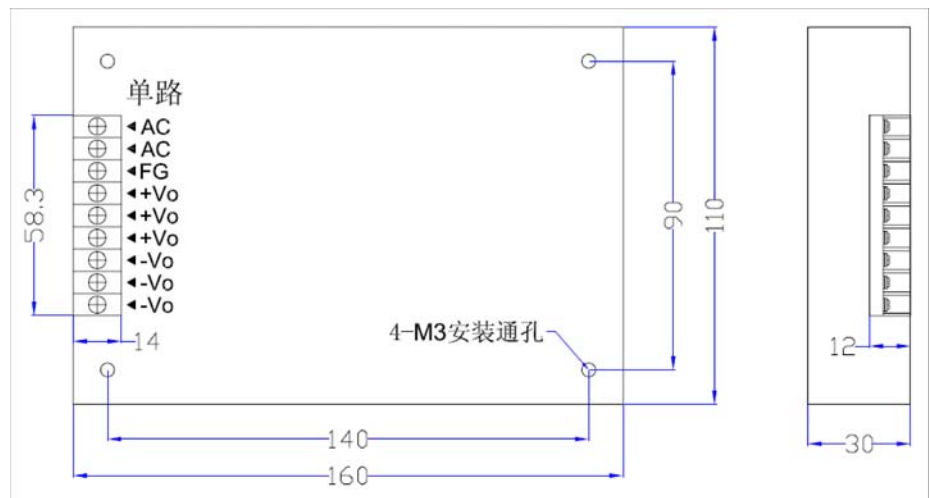 单路
◄AC
◄AC
◄FG
◄+Vo
◄+Vo
◄+Vo
◄-Vo
◄-Vo
◄-Vo
58.3
14
4-M3安装通孔
90
110
140
160
12
30